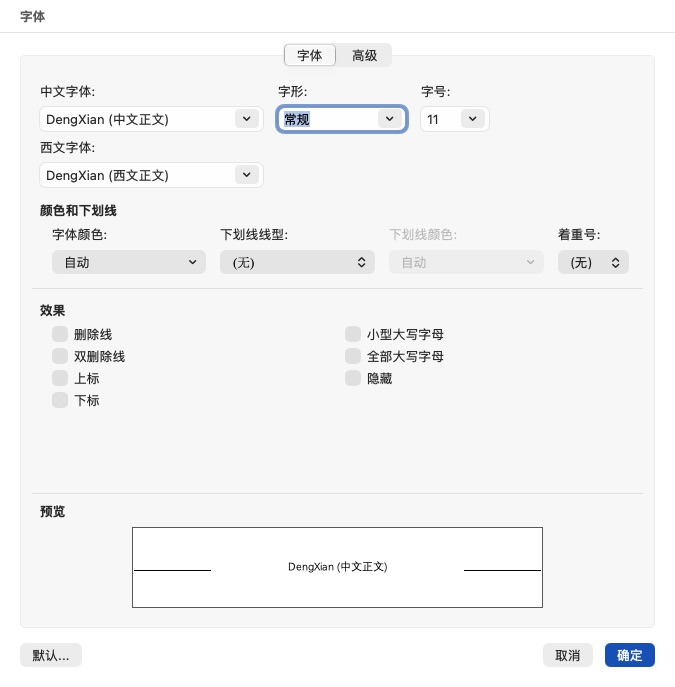 字体
字体 高级
中文字体: 字形: 字号:
DengXian (中文正文) 常规 11
西文字体:
DengXian (西文正文)
颜色和下划线
字体颜色: 下划线线型: 下划线颜色: 着重号:
自动 (无) 自动 (无)
效果
删除线 小型大写字母
双删除线 全部大写字母
上标 隐藏
下标
预览
DengXian (中文正文)
默认... 取消 确定